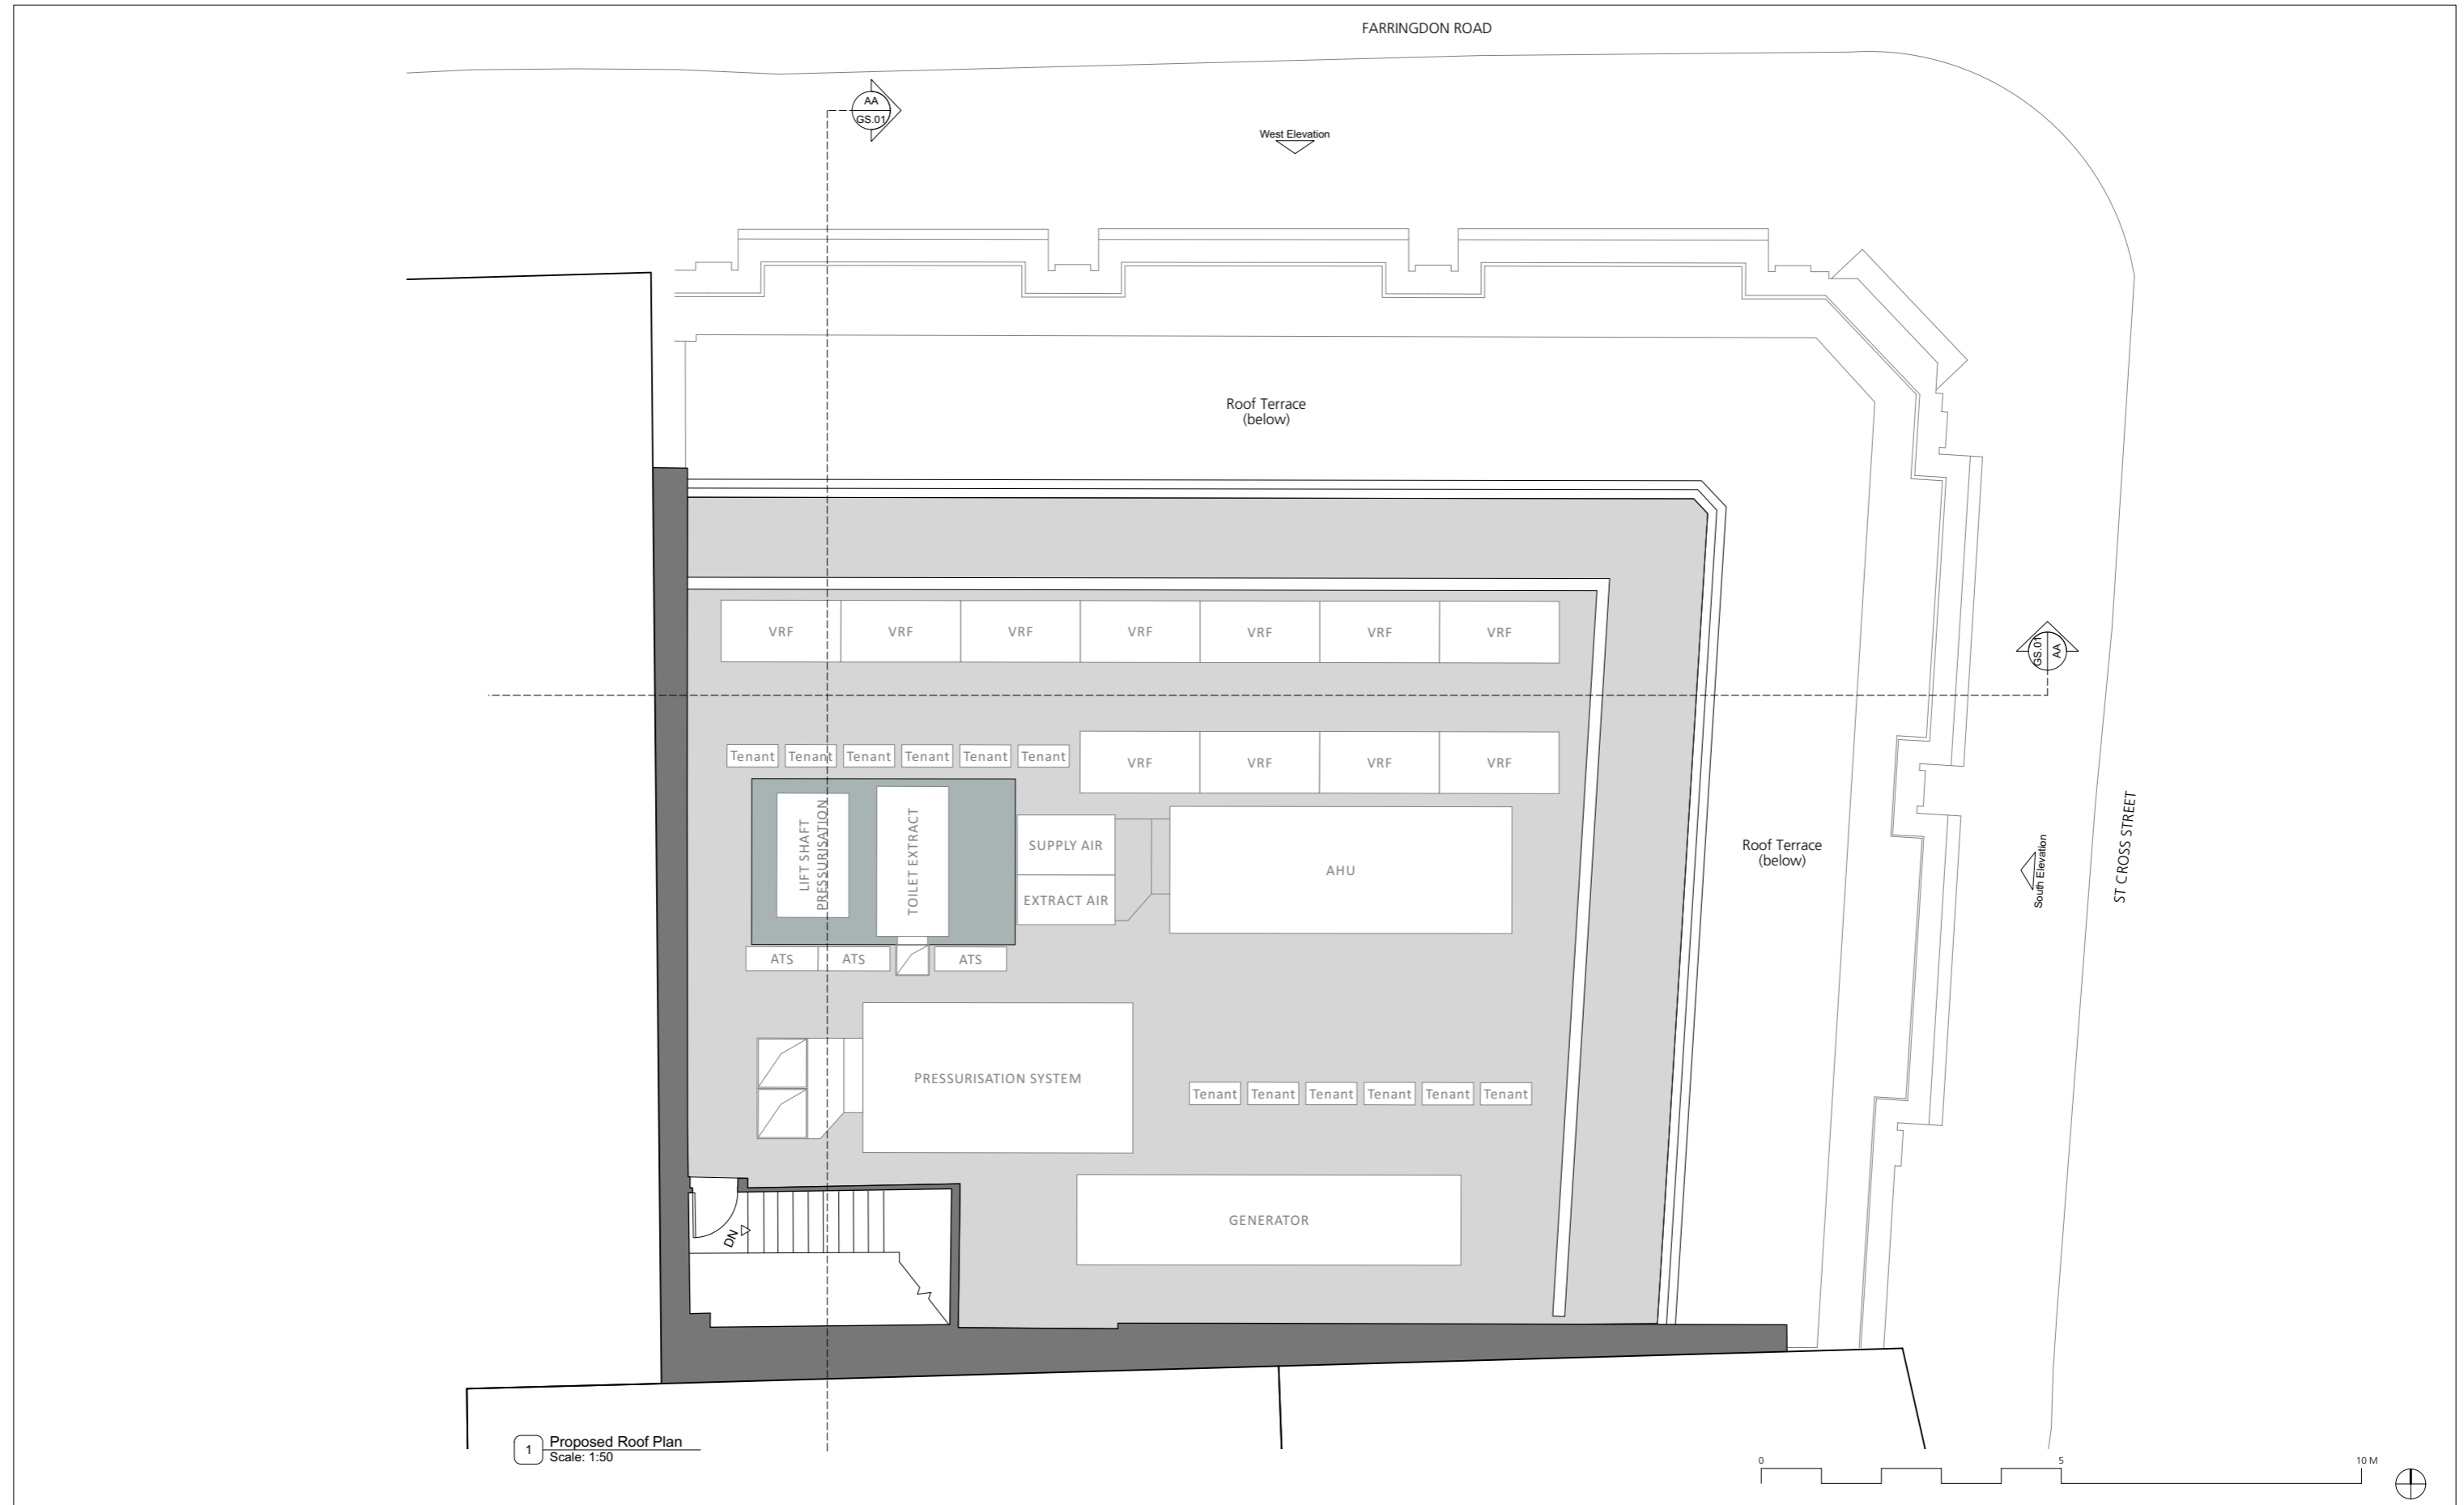 FARRINGDON ROAD
AA
GS.01
West Elevation
Roof Terrace
(below)
VRF VRF VRF VRF VRF VRF VRF
GS.01
AA
Tenant Tenant Tenant Tenant Tenant Tenant
VRF VRF VRF VRF
LIFT SHAFT
PRESSURISATION
TOILET EXTRACT
SUPPLY AIR
EXTRACT AIR
AHU
Roof Terrace
(below)
South Elevation
ST CROSS STREET
ATS ATS ATS
PRESSURISATION SYSTEM
Tenant Tenant Tenant Tenant Tenant Tenant
DN
GENERATOR
1 Proposed Roof Plan
Scale: 1:50
0 5 10 M